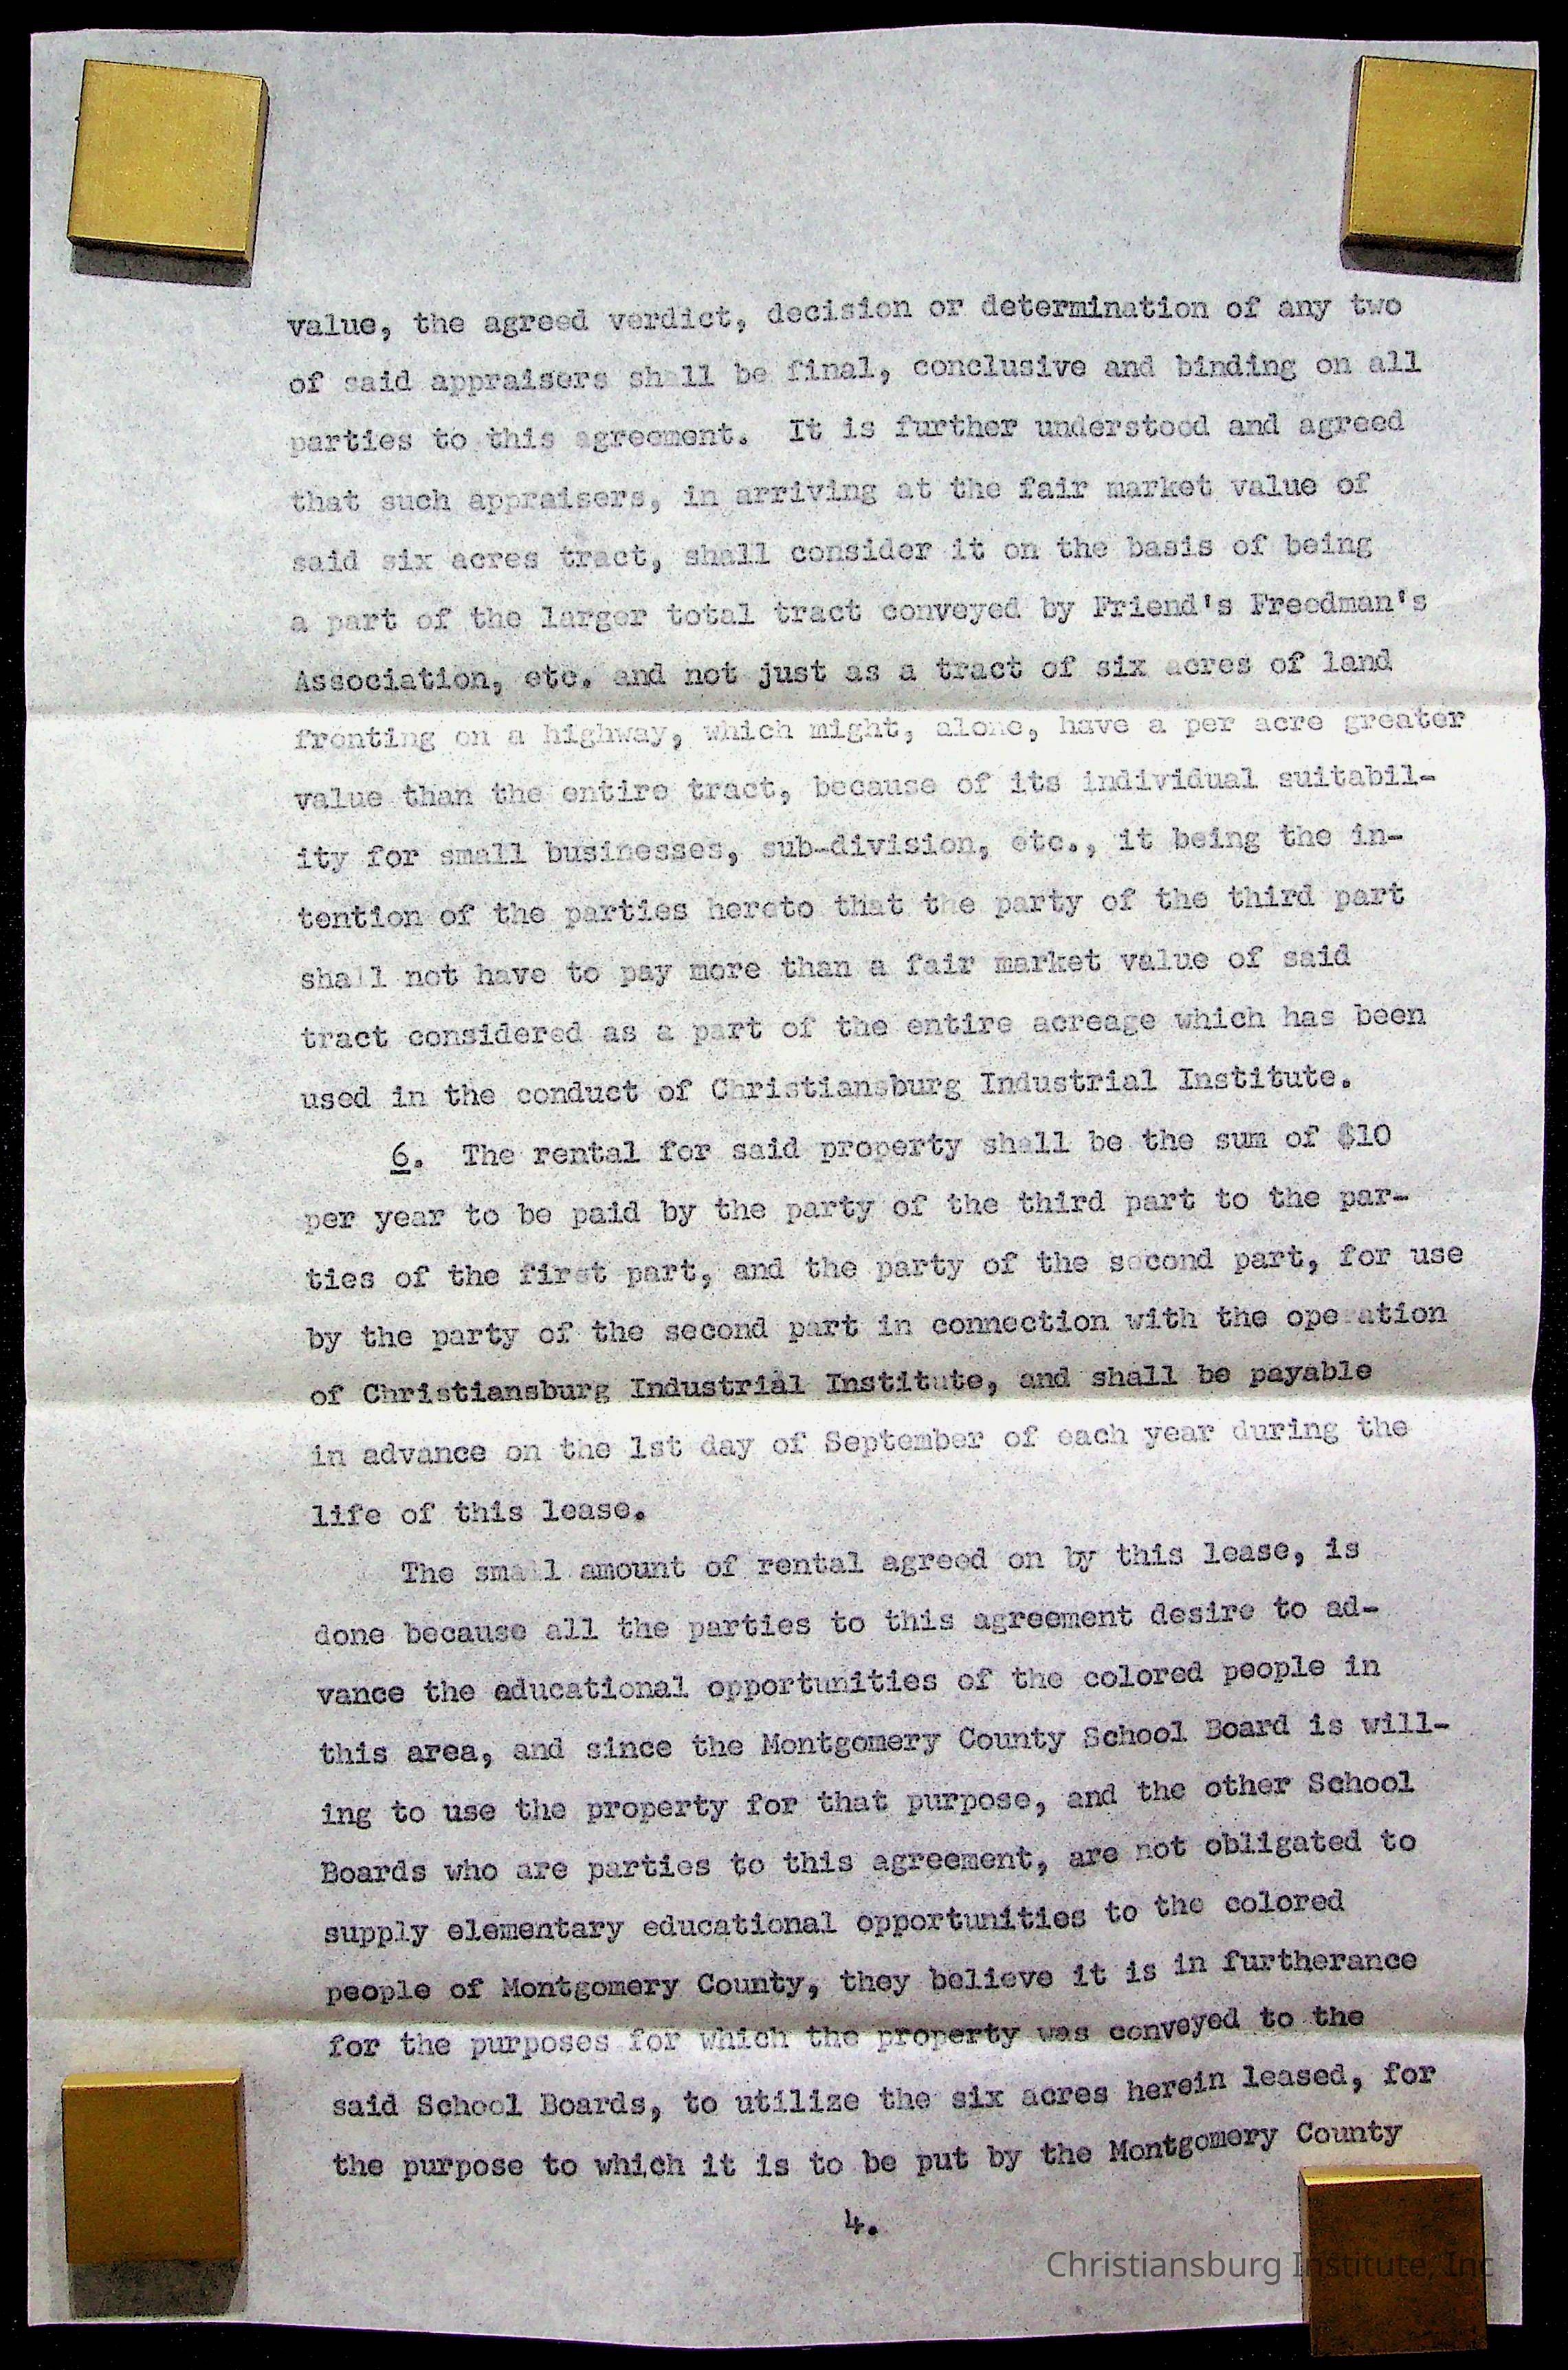 value, the agreed verdict, decision or determination of any two
of said appraisers shall be final, conclusive and binding on all
parties to this agreement. It is further understood and agreed
that such appraisers, in arriving at the fair market value of
said six acres tract, shall consider it on the basis of being
a part of the larger total tract conveyed by Friend's Freedman's
Association, etc. and not just as a tract of six acres of land
fronting on a highway, which might, alone, have a per acre greater
value than the entire tract, because of its individual suitabil-
ity for small businesses, sub-division, etc., it being the in-
tention of the parties hereto that the party of the third part
shall not have to pay more than a fair market value of said
tract considered as a part of the entire acreage which has been
used in the conduct of Christiansburg Industrial Institute.
6. The rental for said property shall be the sum of $10
per year to be paid by the party of the third part to the par-
ties of the first part, and the party of the second part, for use
by the party of the second part in connection with the operation
of Christiansburg Industrial Institute, and shall be payable
in advance on the 1st day of September of each year during the
life of this lease.
The small amount of rental agreed on by this lease, is
done because all the parties to this agreement desire to ad-
vance the educational opportunities of the colored people in
this area, and since the Montgomery County School Board is will-
ing to use the property for that purpose, and the other School
Boards who are parties to this agreement, are not obligated to
supply elementary educational opportunities to the colored
people of Montgomery County, they believe it is in furtherance
for the purposes for which the property was conveyed to the
said School Boards, to utilize the six acres herein leased, for
the purpose to which it is to be put by the Montgomery County
4.
Christiansburg Institute, Inc